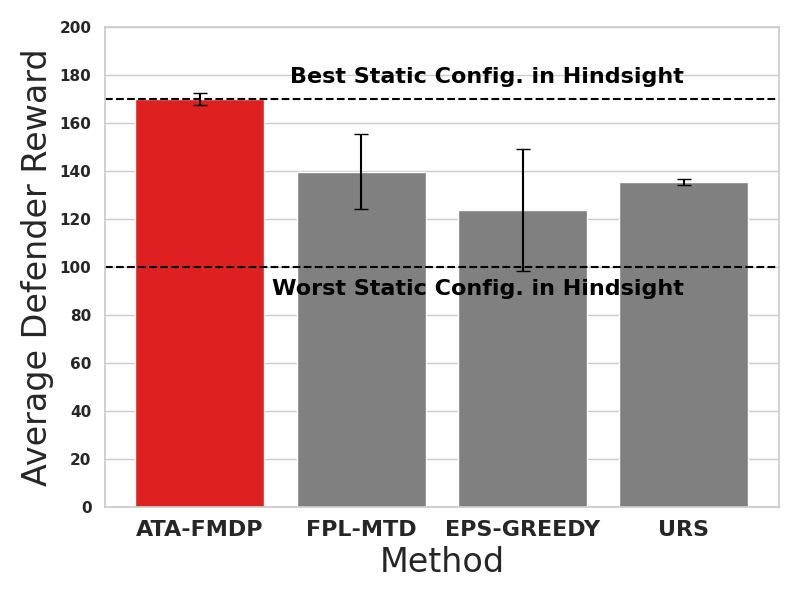 Average Defender Reward
200
180
160
140
120
100
80
60
40
20
0
Best Static Config. in Hindsight
Worst Static Config. in Hindsight
ATA-FMDP FPL-MTD EPS-GREEDY URS
Method